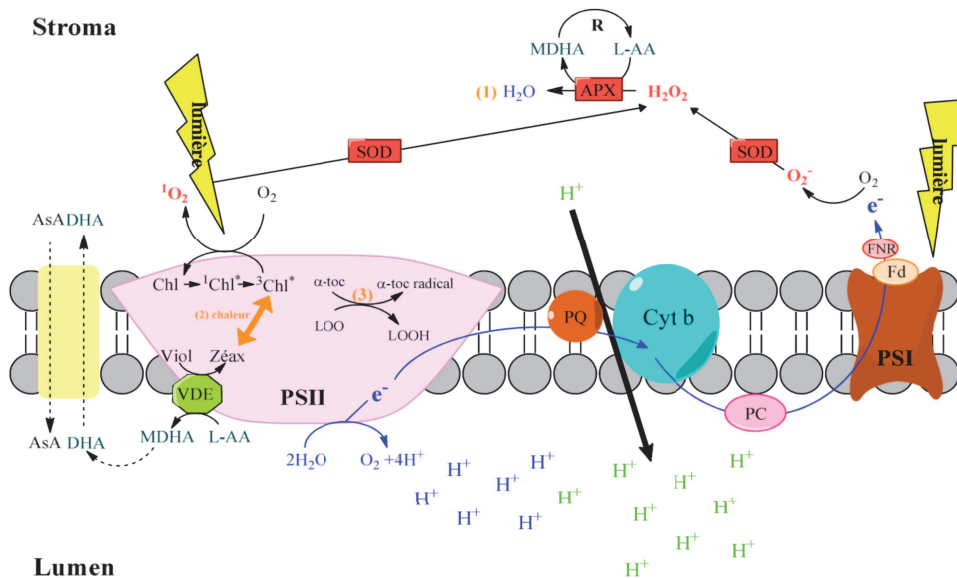 Stroma
R
MDHA L-AA
(1) H₂O APX H₂O₂
lumière
SOD
SOD
lumière
¹O₂ O₂
O₂⁻ O₂
H⁺
e⁻
AsA DHA
FNR
Fd
Chl ¹Chl* ³Chl*
α-toc (3) α-toc radical
(2) chaleur
LOO LOOH
PQ
Cyt b
PSI
Viol Zéax
VDE
PSII
e⁻
PC
AsA DHA
MDHA L-AA
2H₂O O₂ +4H⁺
H⁺ H⁺ H⁺ H⁺ H⁺ H⁺ H⁺
H⁺ H⁺ H⁺ H⁺ H⁺ H⁺ H⁺ H⁺ H⁺
Lumen